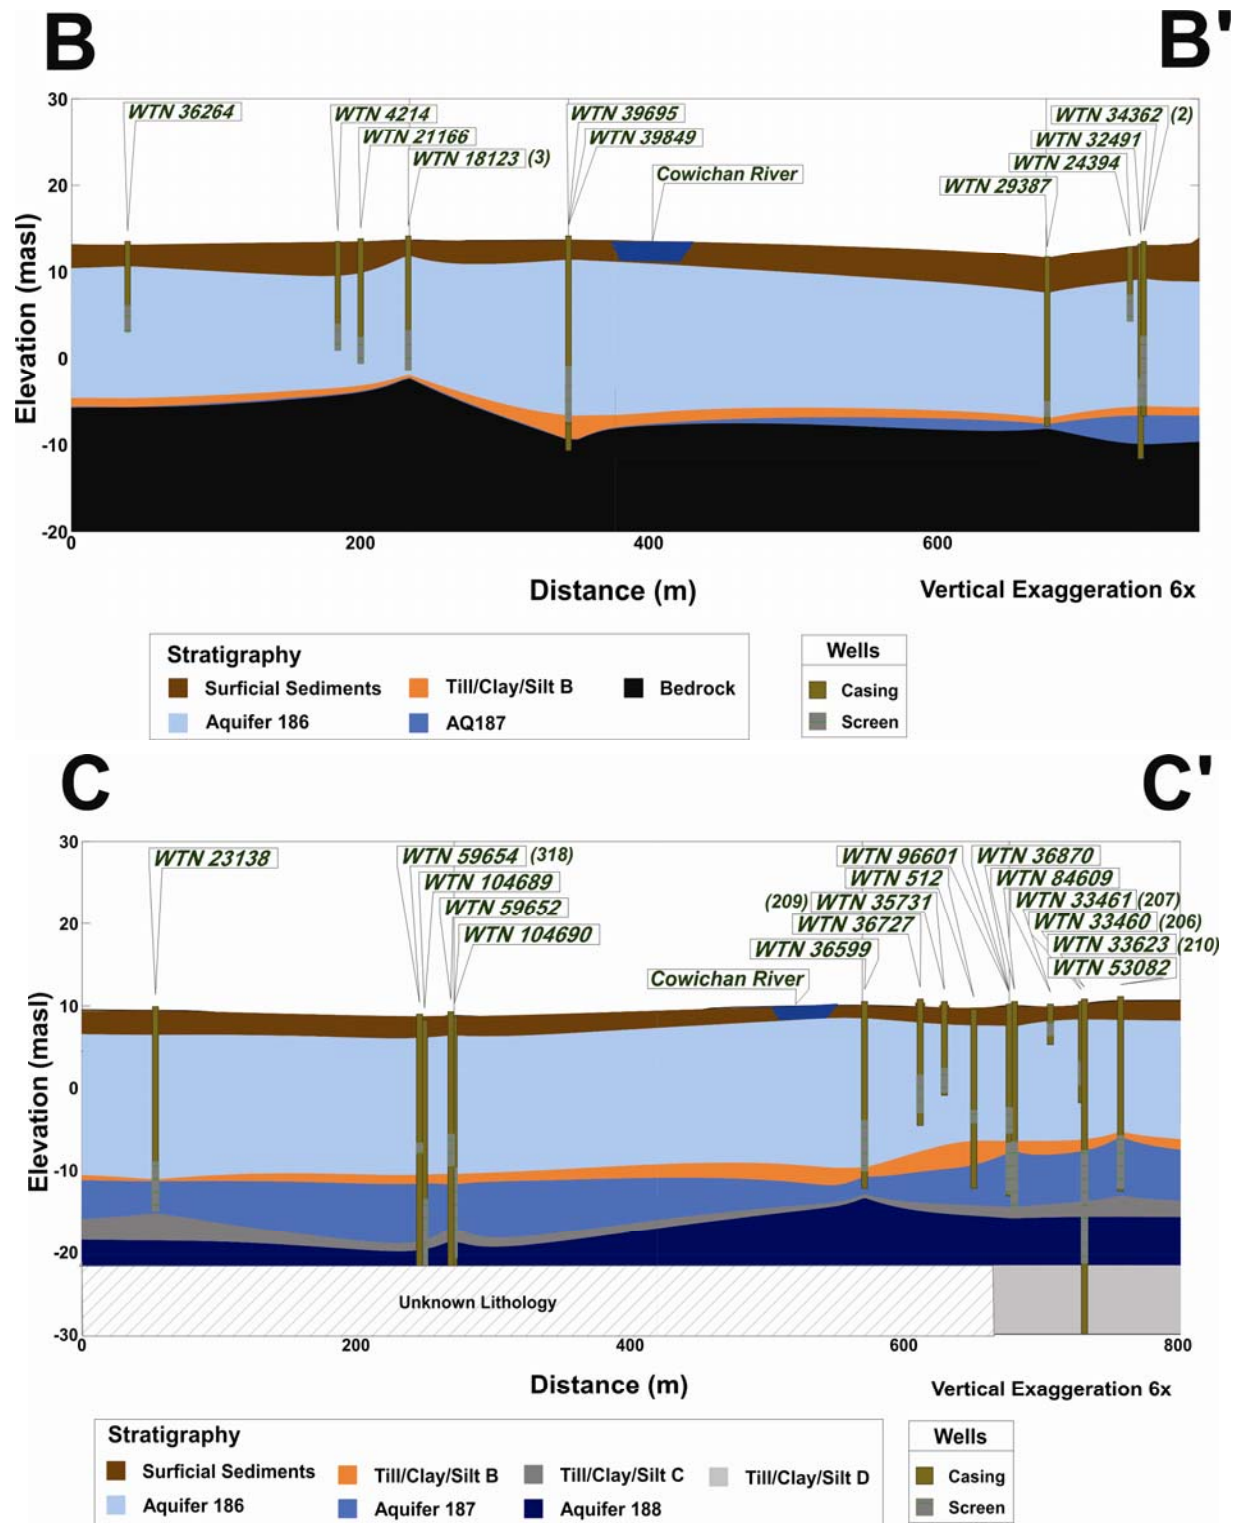 B B'
30
WTN 36264
WTN 4214
WTN 21166
WTN 18123 (3)
WTN 39695
WTN 39849
Cowichan River
WTN 34362 (2)
WTN 32491
WTN 24394
WTN 29387
20
10
0
-10
-20
Elevation (masl)
0 200 400 600
Distance (m)
Vertical Exaggeration 6x
Stratigraphy
Surficial Sediments Till/Clay/Silt B Bedrock
Aquifer 186 AQ187
Wells
Casing
Screen
C C'
30
WTN 23138
WTN 59654 (318)
WTN 104689
WTN 59652
WTN 104690
WTN 96601
WTN 512
(209) WTN 35731
WTN 36727
WTN 36599
Cowichan River
WTN 36870
WTN 84609
WTN 33461 (207)
WTN 33460 (206)
WTN 33623 (210)
WTN 53082
20
10
0
-10
-20
-30
Elevation (masl)
Unknown Lithology
0 200 400 600 800
Distance (m)
Vertical Exaggeration 6x
Stratigraphy
Surficial Sediments Till/Clay/Silt B Till/Clay/Silt C Till/Clay/Silt D
Aquifer 186 Aquifer 187 Aquifer 188
Wells
Casing
Screen